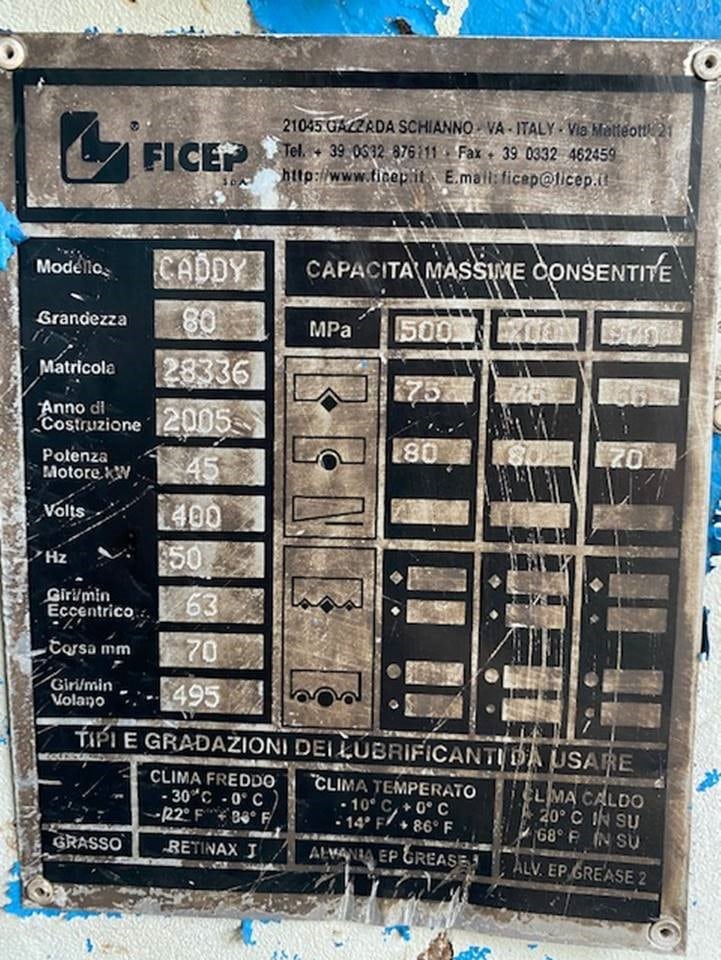 FICEP
S.p.A.
21045 GAZZADA SCHIANNO - VA - ITALY - Via Matteotti, 21
Tel. + 39 0332 876111 - Fax + 39 0332 462459
http://www.ficep.it E.mail: ficep@ficep.it
Modello CADDY
Grandezza 80
Matricola 28336
Anno di
Costruzione 2005
Potenza
Motore kW 45
Volts 400
Hz 50
Giri/min
Eccentrico 63
Corsa mm 70
Giri/min
Volano 495
CAPACITA' MASSIME CONSENTITE
MPa 500
75
80 70
TIPI E GRADAZIONI DEI LUBRIFICANTI DA USARE
CLIMA FREDDO
- 30° C - 0° C
CLIMA TEMPERATO
- 10° C + 0° C
- 14° F + 86° F
CLIMA CALDO
+ 20° C IN SU
68° F IN SU
GRASSO RETINAX J ALVANIA EP GREASE ALV. EP GREASE 2